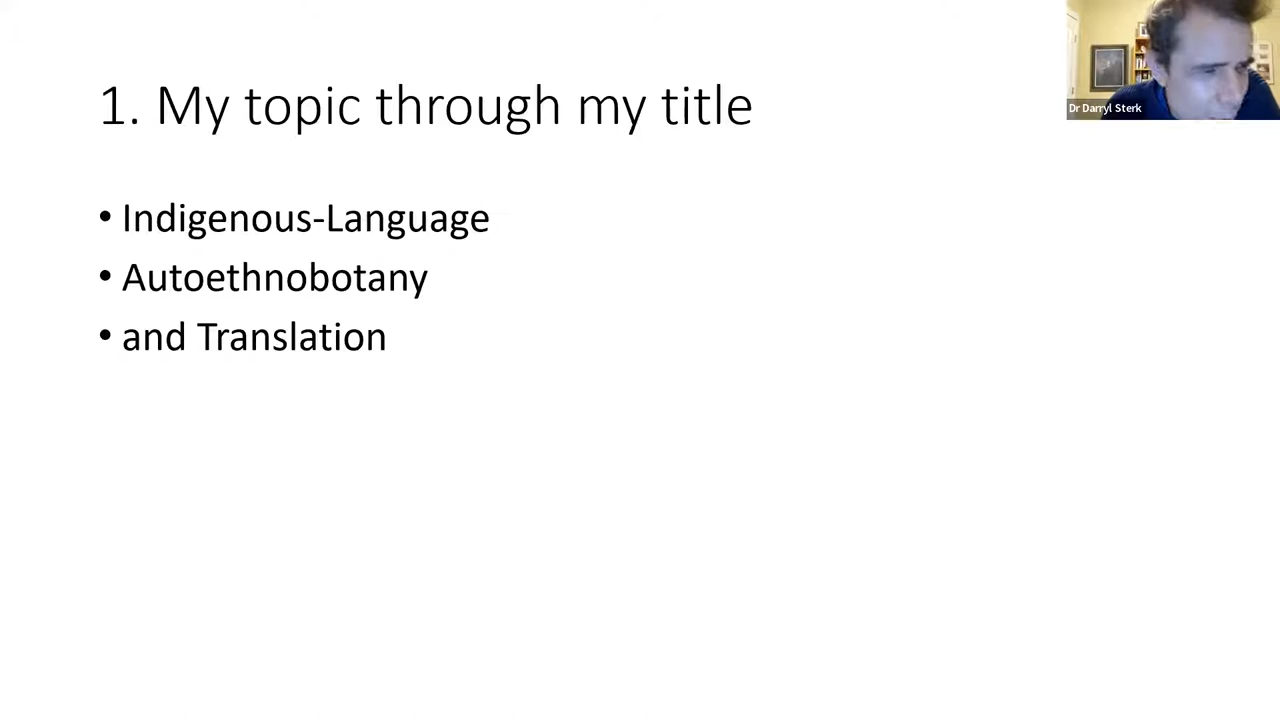 1. My topic through my title
• Indigenous-Language
• Autoethnobotany
• and Translation
Dr Darryl Sterk